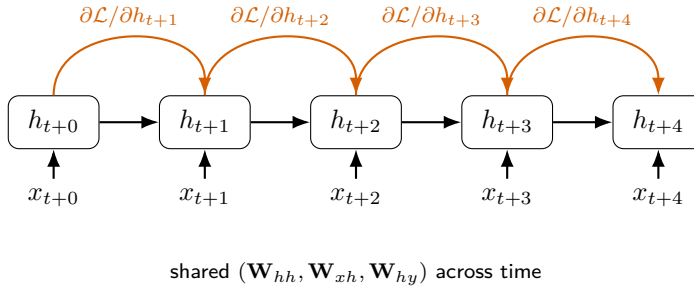 ∂ℒ/∂h_{t+1} ∂ℒ/∂h_{t+2} ∂ℒ/∂h_{t+3} ∂ℒ/∂h_{t+4}
h_{t+0} h_{t+1} h_{t+2} h_{t+3} h_{t+4}
x_{t+0} x_{t+1} x_{t+2} x_{t+3} x_{t+4}
shared (𝐖_{hh}, 𝐖_{xh}, 𝐖_{hy}) across time